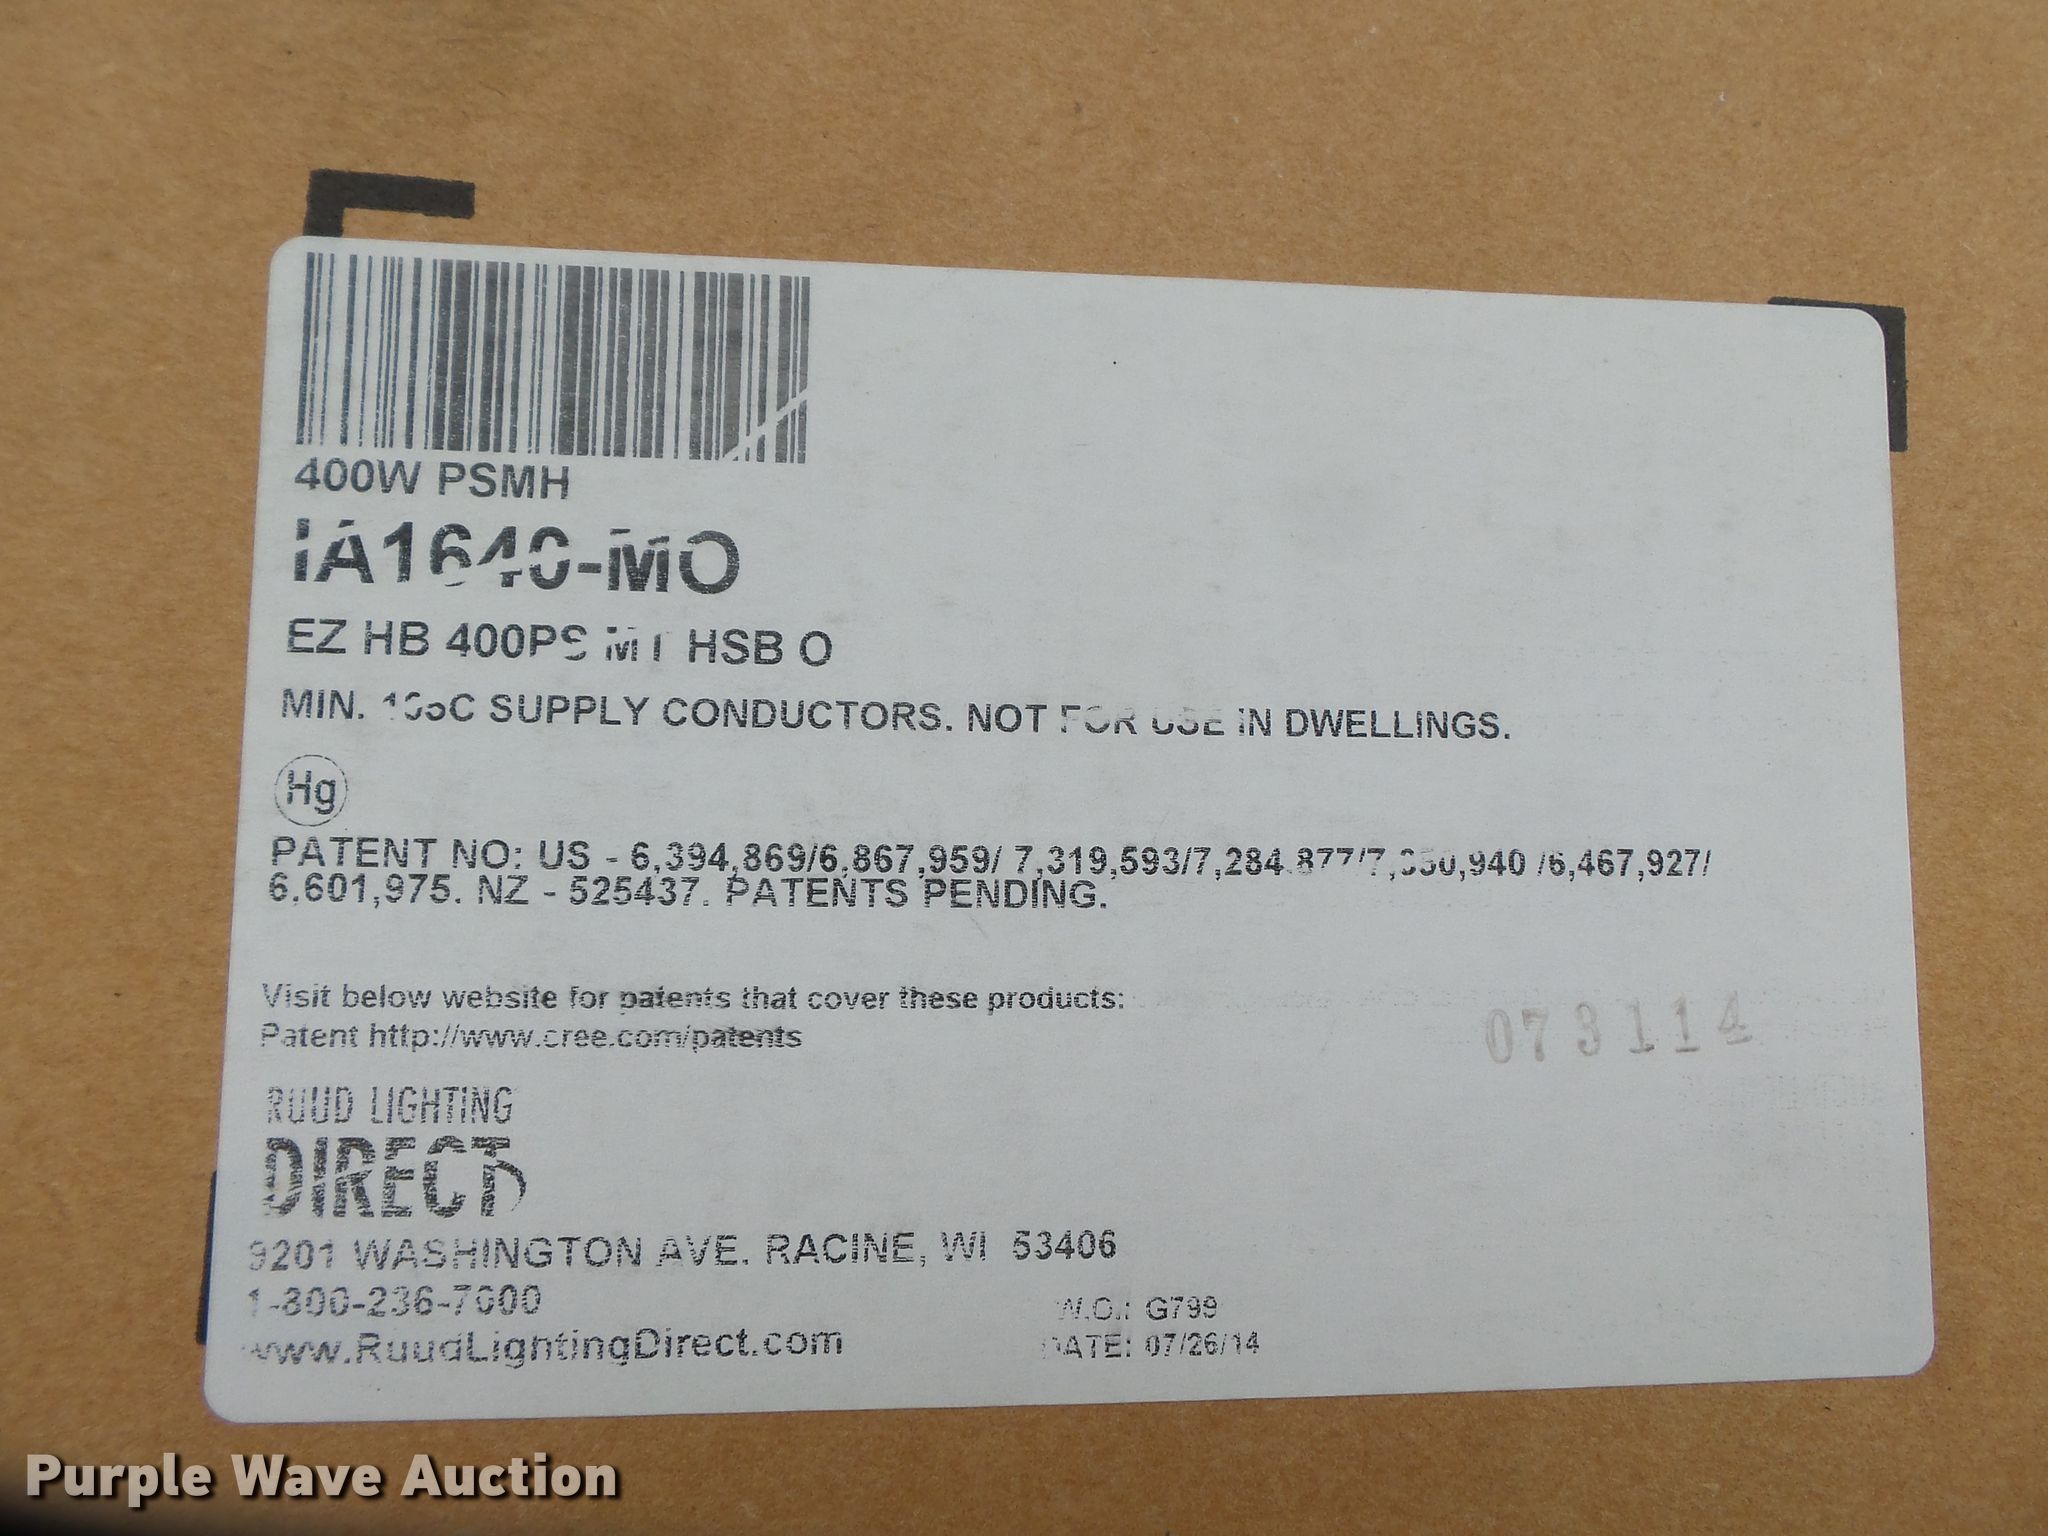 400W PSMH
IA1640-MO
EZ HB 400PS MT HSB O
MIN. 105C SUPPLY CONDUCTORS. NOT FOR USE IN DWELLINGS.
Hg
PATENT NO: US - 6,394,869/6,867,959/ 7,319,593/7,284,877/7,350,940 /6,467,927/
6,601,975. NZ - 525437. PATENTS PENDING.
Visit below website for patents that cover these products:
Patent http://www.cree.com/patents
073114
RUUD LIGHTING
DIRECT
9201 WASHINGTON AVE. RACINE, WI 53406
1-800-236-7000
www.RuudLightingDirect.com
W.O.: G799
DATE: 07/26/14
Purple Wave Auction